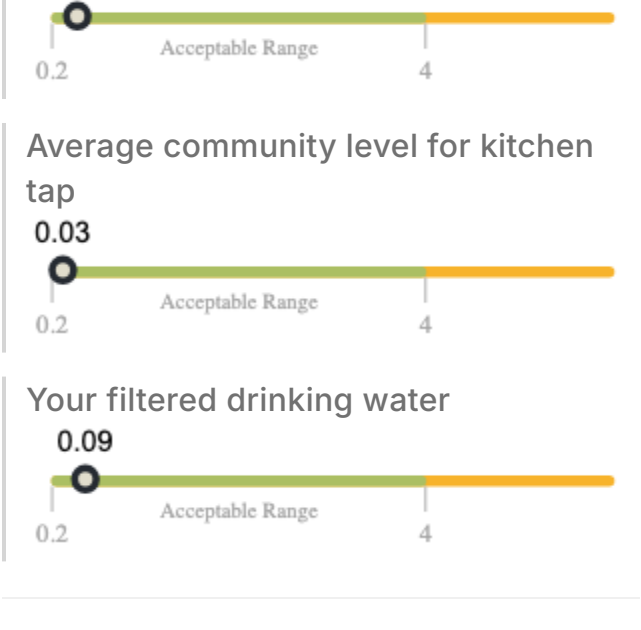 Acceptable Range
0.2 4
Average community level for kitchen
tap
0.03
Acceptable Range
0.2 4
Your filtered drinking water
0.09
Acceptable Range
0.2 4